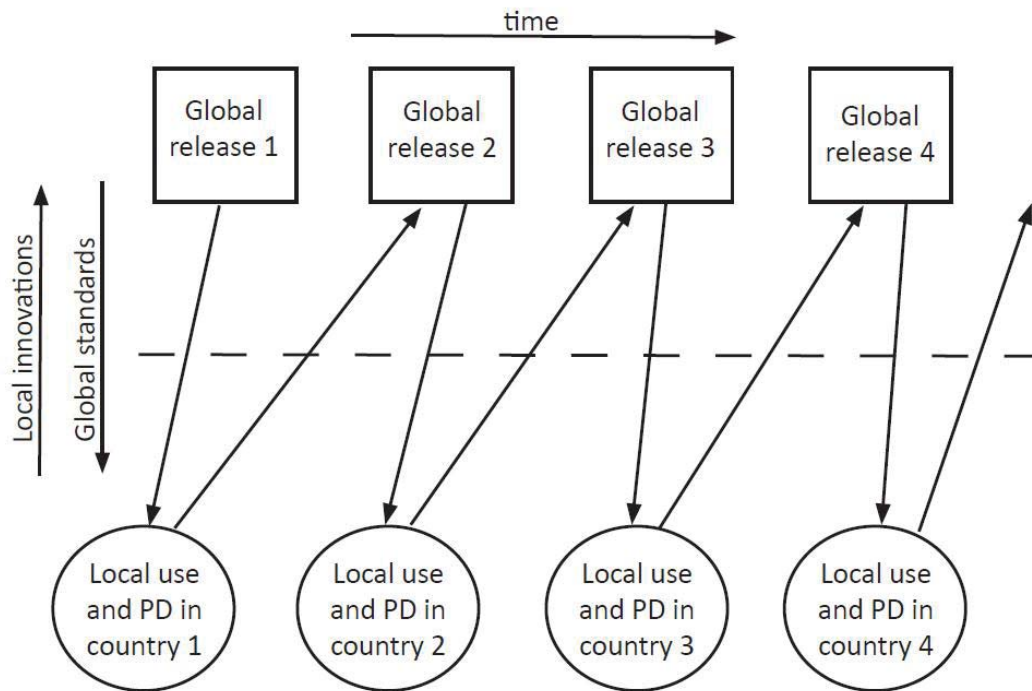 time
Global
release 1
Global
release 2
Global
release 3
Global
release 4
Local innovations
Global standards
Local use
and PD in
country 1
Local use
and PD in
country 2
Local use
and PD in
country 3
Local use
and PD in
country 4